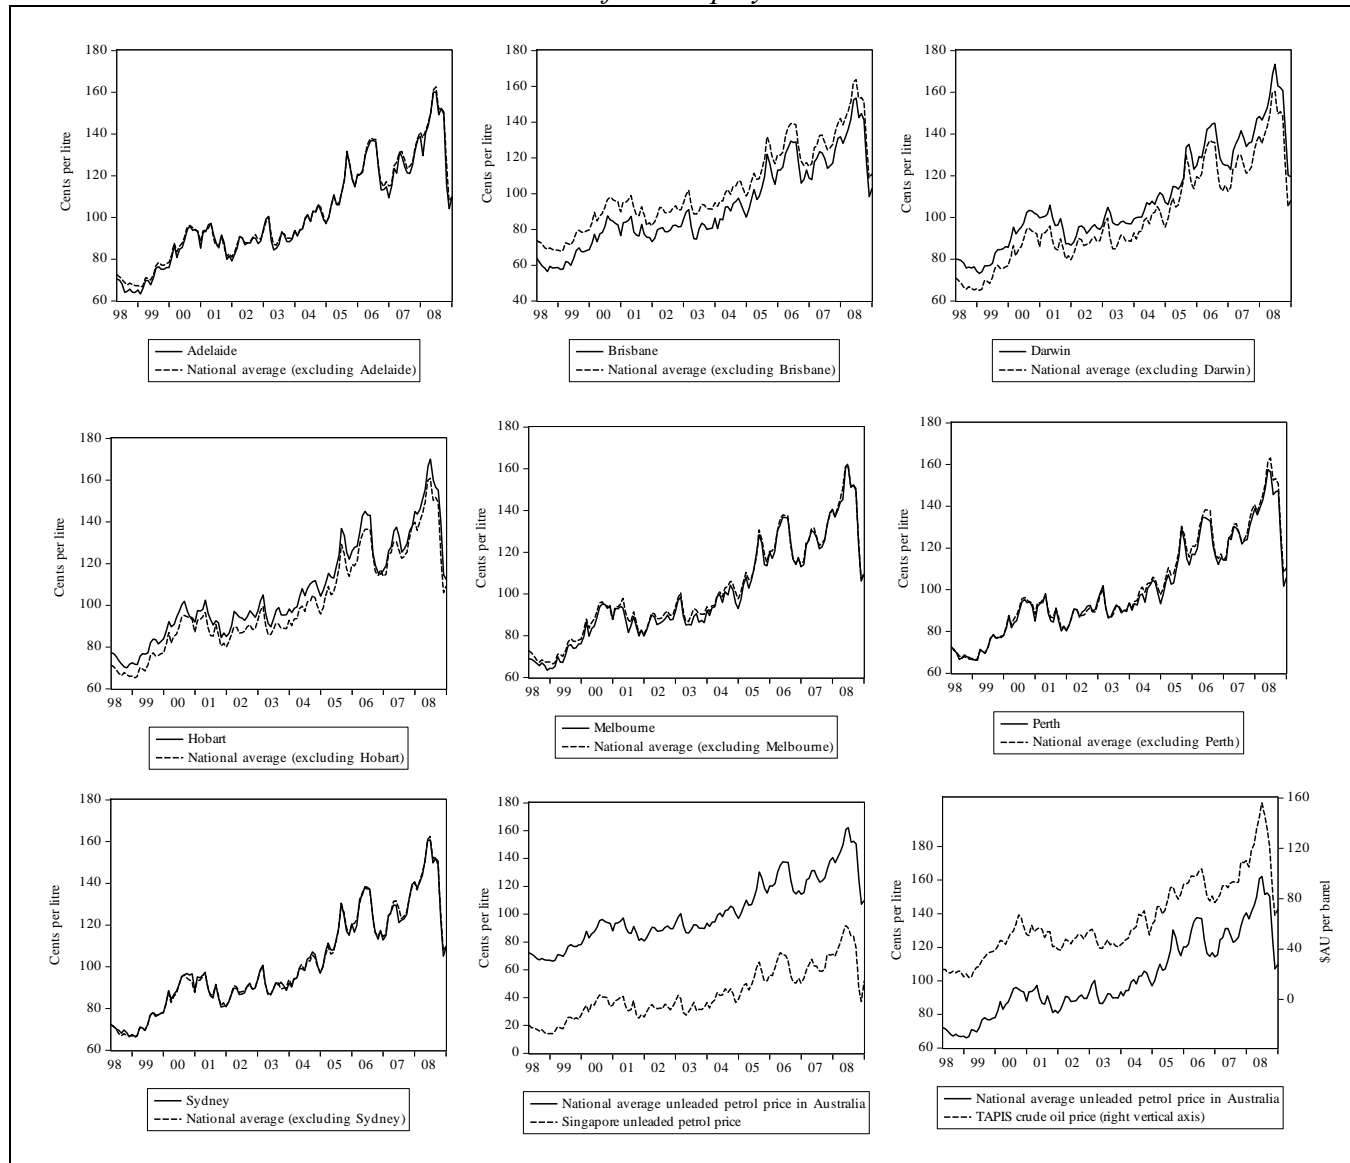 180
160
140
120
100
80
60
Cents per litre
98 99 00 01 02 03 04 05 06 07 08
Adelaide
National average (excluding Adelaide)
180
160
140
120
100
80
60
40
Cents per litre
98 99 00 01 02 03 04 05 06 07 08
Brisbane
National average (excluding Brisbane)
180
160
140
120
100
80
60
Cents per litre
98 99 00 01 02 03 04 05 06 07 08
Darwin
National average (excluding Darwin)
180
160
140
120
100
80
60
Cents per litre
98 99 00 01 02 03 04 05 06 07 08
Hobart
National average (excluding Hobart)
180
160
140
120
100
80
60
Cents per litre
98 99 00 01 02 03 04 05 06 07 08
Melbourne
National average (excluding Melbourne)
180
160
140
120
100
80
60
Cents per litre
98 99 00 01 02 03 04 05 06 07 08
Perth
National average (excluding Perth)
180
160
140
120
100
80
60
Cents per litre
98 99 00 01 02 03 04 05 06 07 08
Sydney
National average (excluding Sydney)
180
160
140
120
100
80
60
40
20
0
Cents per litre
98 99 00 01 02 03 04 05 06 07 08
National average unleaded petrol price in Australia
Singapore unleaded petrol price
180
160
140
120
100
80
60
Cents per litre
160
120
80
40
0
$AU per barrel
98 99 00 01 02 03 04 05 06 07 08
National average unleaded petrol price in Australia
TAPIS crude oil price (right vertical axis)